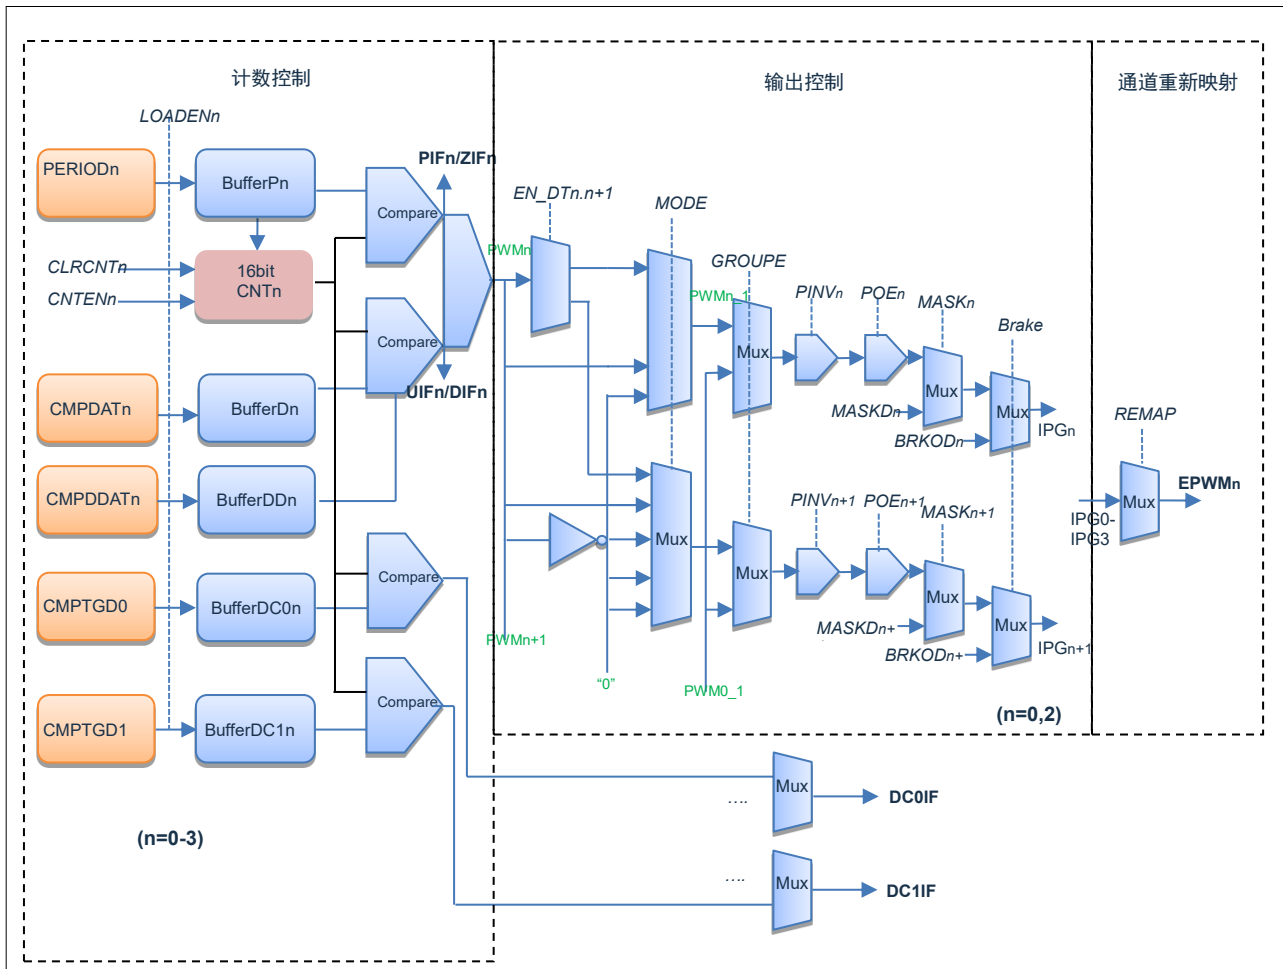 计数控制
输出控制
通道重新映射
LOADENn
PERIODn
BufferPn
PIFn/ZIFn
Compare
EN_DTn.n+1
MODE
PWMn
GROUPE
CLRCNTn
16bit
CNTn
CNTENn
PWMn_1
PINVn
POEn
MASKn
Brake
Compare
Mux
UIFn/DIFn
Mux
Mux
CMPDATn
BufferDn
MASKDn
BRKODn
IPGn
REMAP
CMPDDATn
BufferDDn
EPWMn
Mux
PINVn+1
POEn+1
MASKn+1
IPG0-
IPG3
Mux
Compare
Mux
CMPTGD0
BufferDC0n
Mux
Mux
MASKDn+
PWMn+1
BRKODn+
IPGn+1
"0"
PWM0_1
CMPTGD1
BufferDC1n
Compare
(n=0,2)
Mux
....
DC0IF
(n=0-3)
....
Mux
DC1IF